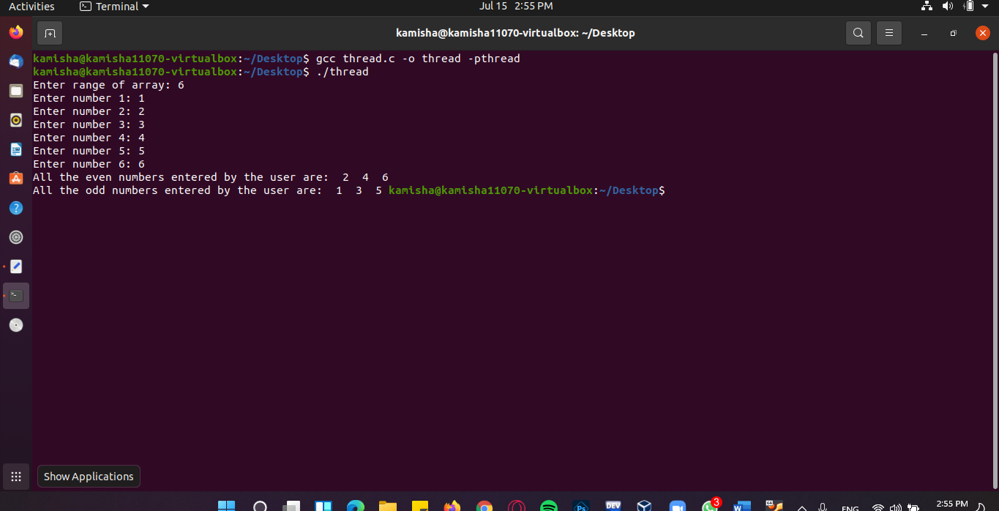 Activities Terminal Jul 15 2:55 PM
kamisha@kamisha11070-virtualbox: ~/Desktop
kamisha@kamisha11070-virtualbox:~/Desktop$ gcc thread.c -o thread -pthread
kamisha@kamisha11070-virtualbox:~/Desktop$ ./thread
Enter range of array: 6
Enter number 1: 1
Enter number 2: 2
Enter number 3: 3
Enter number 4: 4
Enter number 5: 5
Enter number 6: 6
All the even numbers entered by the user are:  2  4  6
All the odd numbers entered by the user are:  1  3  5 kamisha@kamisha11070-virtualbox:~/Desktop$
Show Applications
Ps DEV 3 W ENG 2:55 PM